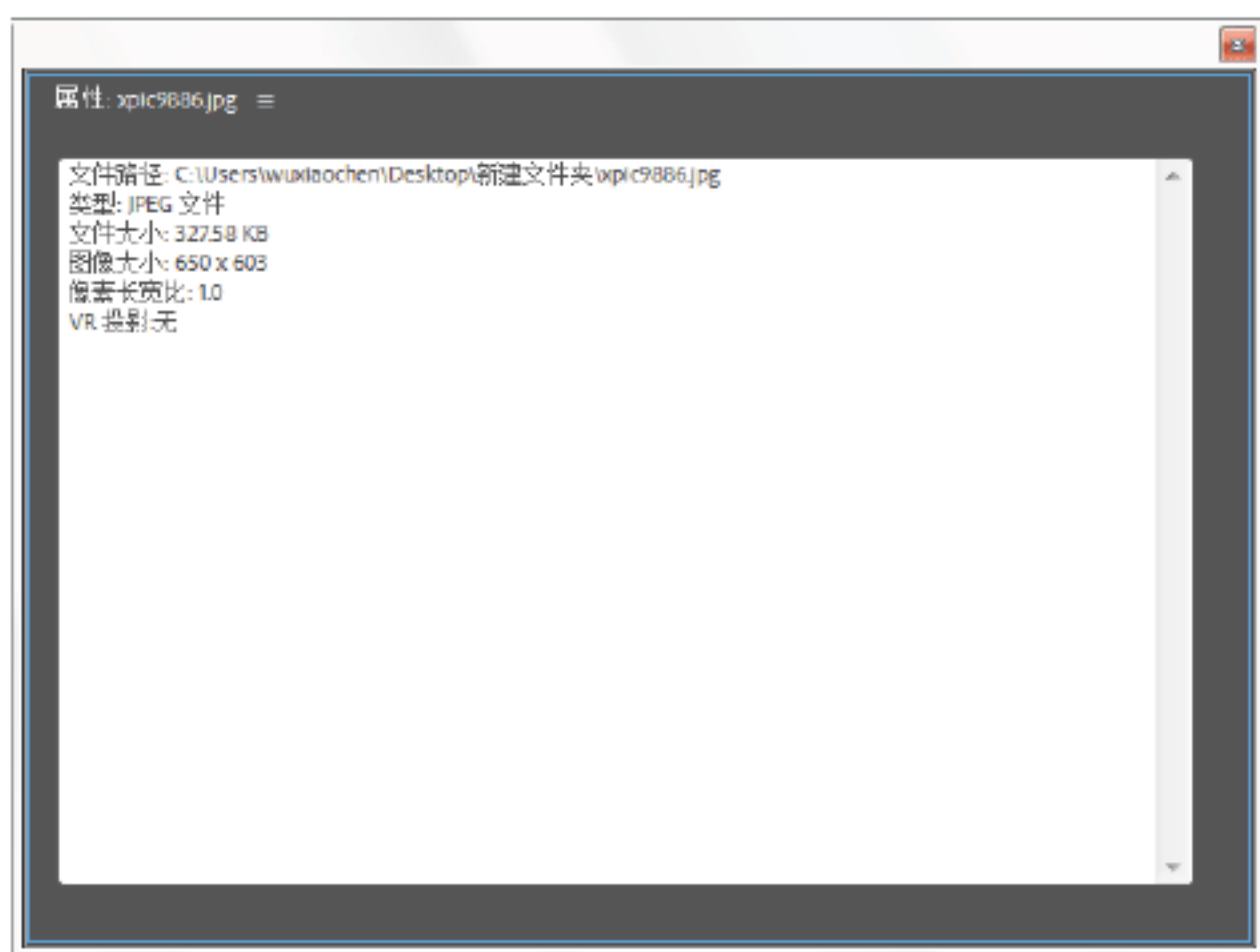 属性: xpic9886.jpg ≡
文件路径: C:\Users\wuxiaochen\Desktop\新建文件夹\xpic9886.jpg
类型: JPEG 文件
文件大小: 327.58 KB
图像大小: 650 x 603
像素长宽比: 1.0
VR 投影:无